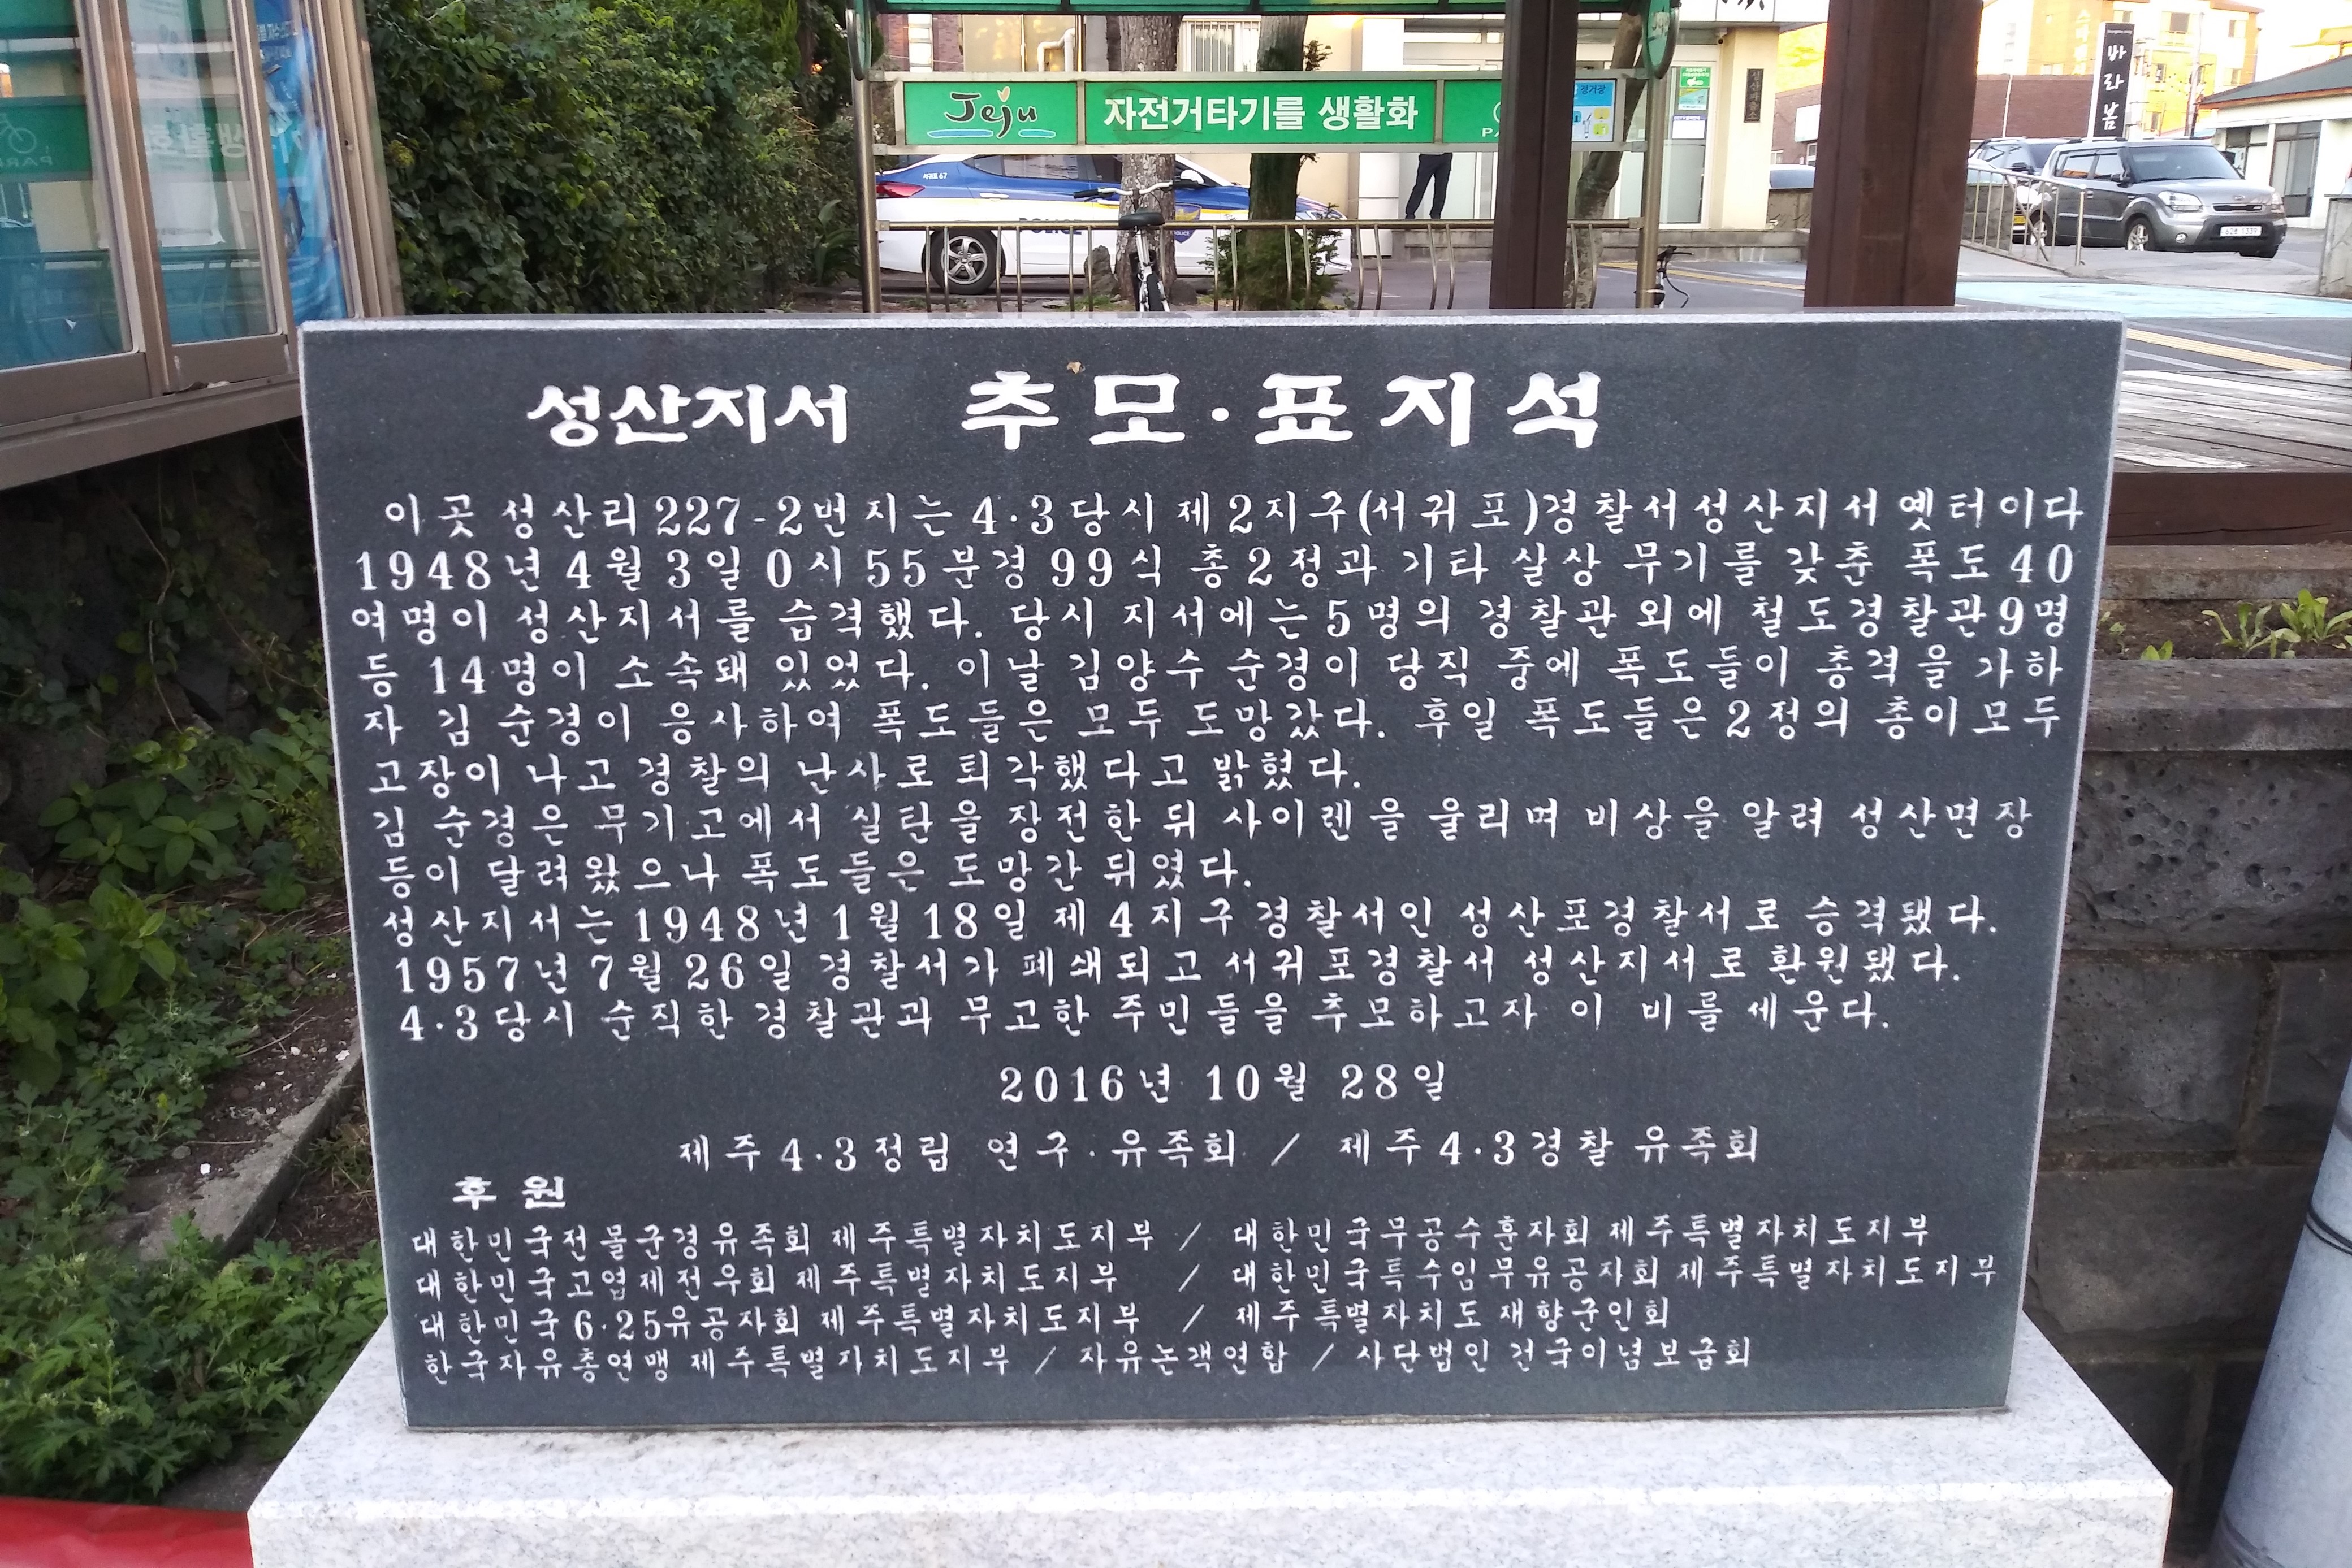 Jeju 자전거타기를 생활화
정거장
바라봄
서귀포 67
POLICE
POLICE
성산지서 추모·표지석
이곳 성산리 227-2번지는 4·3당시 제2지구(서귀포)경찰서성산지서 옛터이다
1948년 4월 3일 0시 55분경 99식 총2정과 기타 살상 무기를 갖춘 폭도 40
여명이 성산지서를 습격했다. 당시 지서에는 5명의 경찰관 외에 철도경찰관 9명
등 14명이 소속돼 있었다. 이날 김양수 순경이 당직 중에 폭도들이 총격을 가하
자 김 순경이 응사하여 폭도들은 모두 도망갔다. 후일 폭도들은 2정의 총이 모두
고장이 나고 경찰의 난사로 퇴각했다고 밝혔다.
김 순경은 무기고에서 실탄을 장전한 뒤 사이렌을 울리며 비상을 알려 성산면장
등이 달려왔으나 폭도들은 도망간 뒤였다.
성산지서는 1948년 1월 18일 제4지구 경찰서인 성산포경찰서로 승격됐다.
1957년 7월 26일 경찰서가 폐쇄되고 서귀포경찰서 성산지서로 환원됐다.
4·3당시 순직한 경찰관과 무고한 주민들을 추모하고자 이 비를 세운다.
2016년 10월 28일
제주4·3정립 연구·유족회 / 제주4·3경찰 유족회
후원
대한민국전몰군경유족회 제주특별자치도지부 / 대한민국무공수훈자회 제주특별자치도지부
대한민국고엽제전우회 제주특별자치도지부 / 대한민국특수임무유공자회 제주특별자치도지부
대한민국6·25유공자회 제주특별자치도지부 / 제주특별자치도 재향군인회
한국자유총연맹 제주특별자치도지부 / 자유논객연합 / 사단법인 건국이념보급회